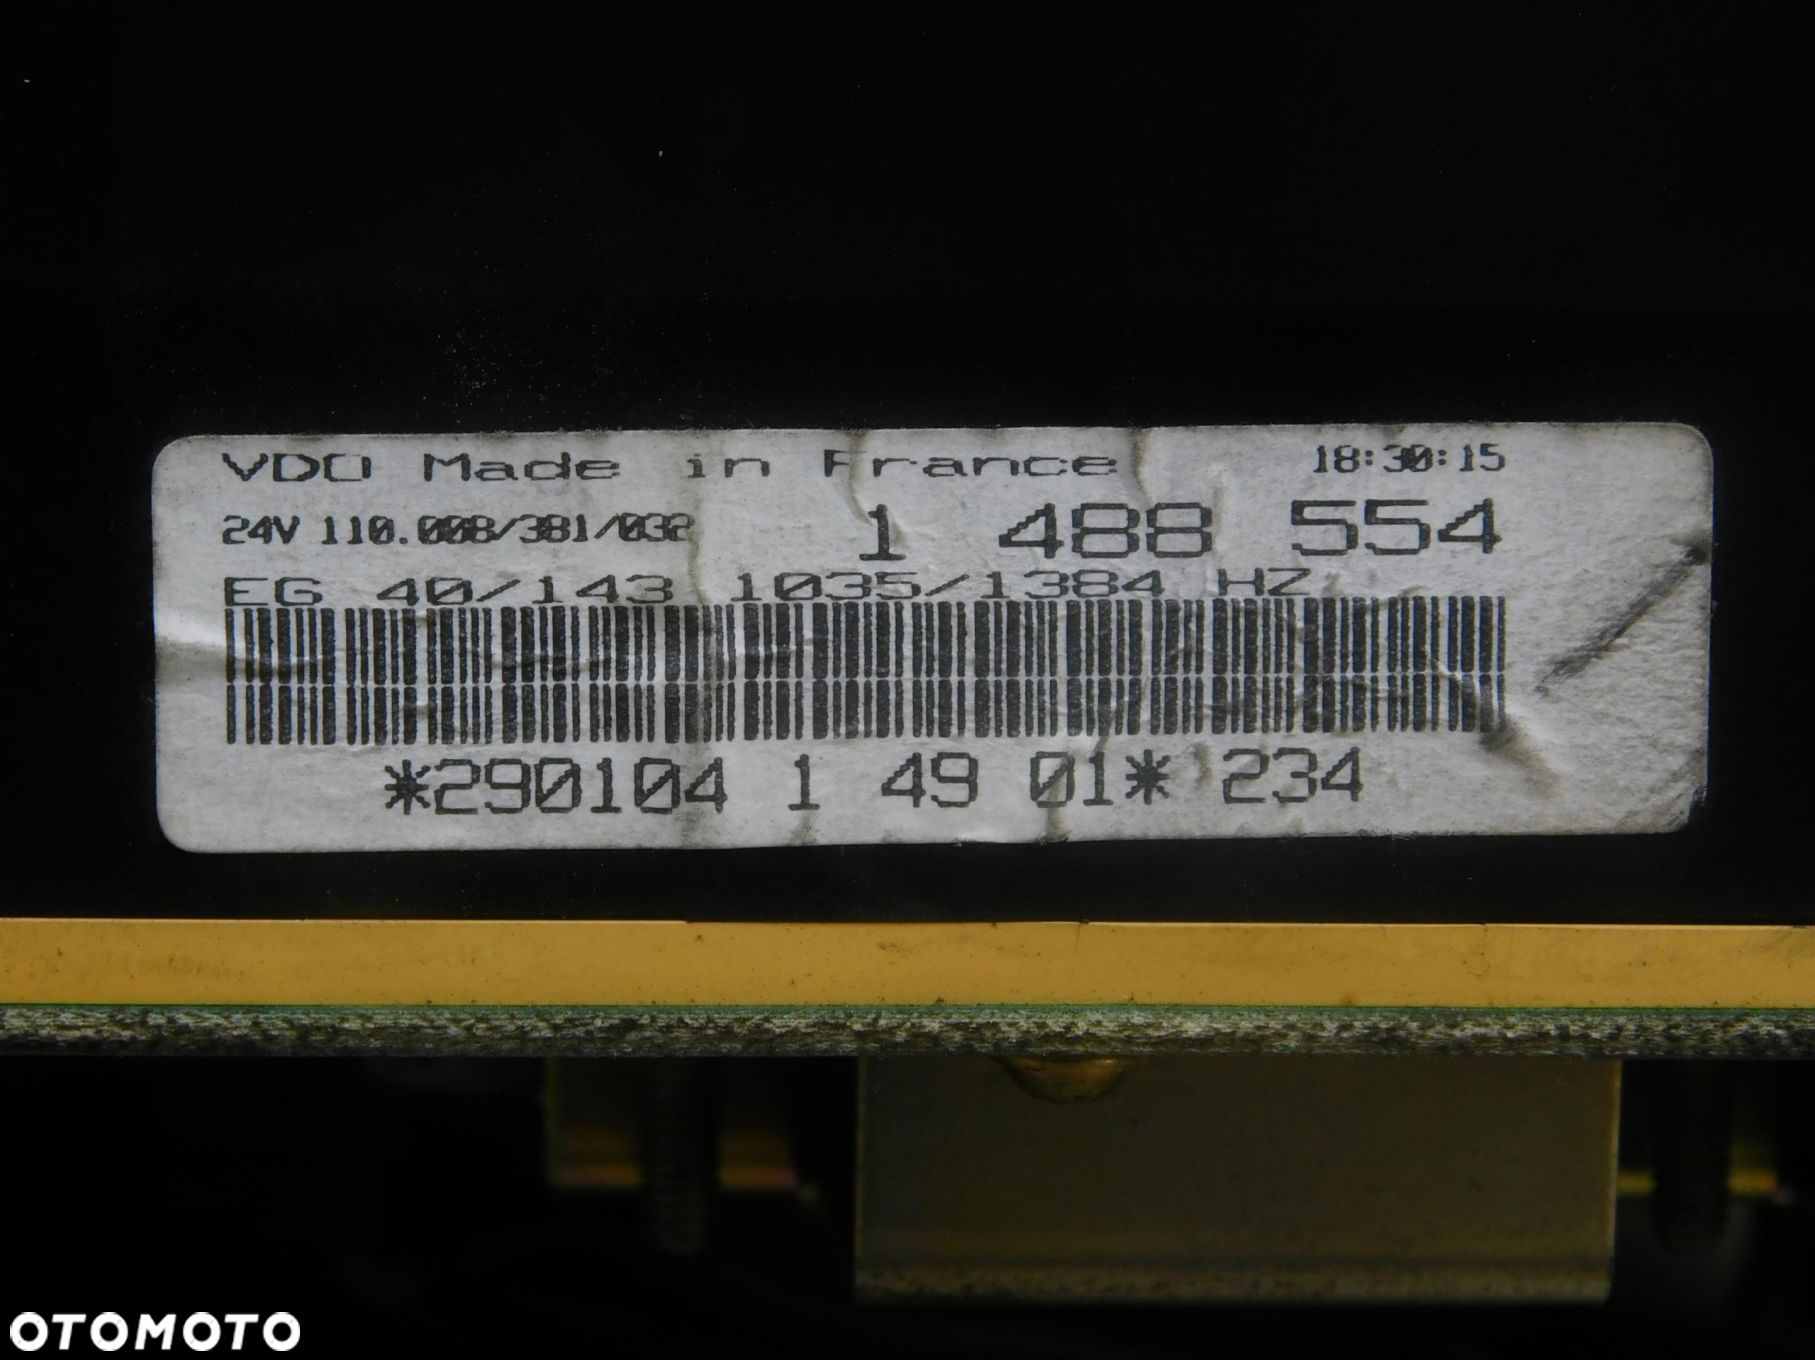 VDO Made in France 18:30:15
24V 110.008/381/032 1 488 554
EG 40/143 1035/1384 HZ
*290104 1 49 01* 234
OTOMOTO